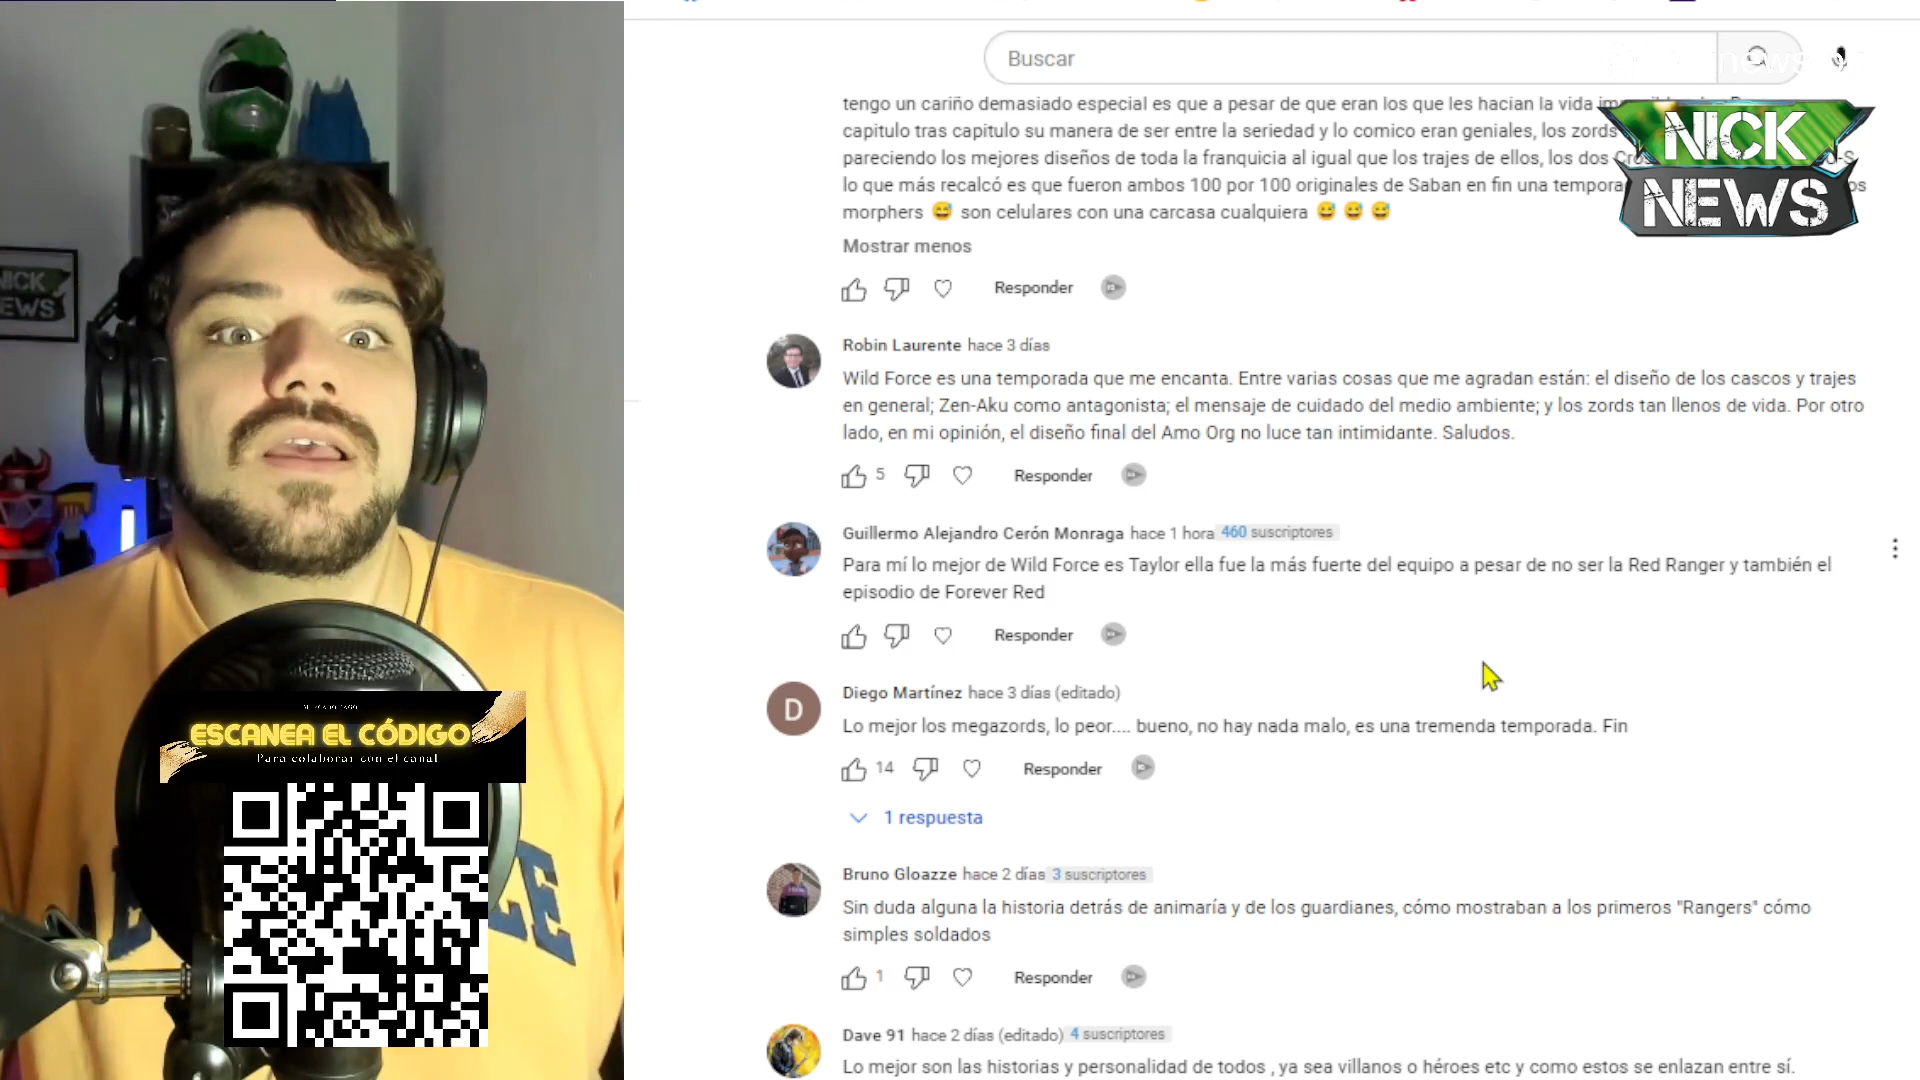 Buscar
tengo un cariño demasiado especial es que a pesar de que eran los que les hacian la vida
capitulo tras capitulo su manera de ser entre la seriedad y lo comico eran geniales, los zords
pareciendo los mejores diseños de toda la franquicia al igual que los trajes de ellos, los dos
lo que más recalcó es que fueron ambos 100 por 100 originales de Saban en fin una
morphers 😅 son celulares con una carcasa cualquiera 😅 😅 😅
NICK
NEWS
Mostrar menos
Responder
NICK
EWS
Robin Laurente hace 3 días
Wild Force es una temporada que me encanta. Entre varias cosas que me agradan están: el diseño de los cascos y trajes
en general; Zen-Aku como antagonista; el mensaje de cuidado del medio ambiente; y los zords tan llenos de vida. Por otro
lado, en mi opinión, el diseño final del Amo Org no luce tan intimidante. Saludos.
5 Responder
Guillermo Alejandro Cerón Monraga hace 1 hora 460 suscriptores
Para mí lo mejor de Wild Force es Taylor ella fue la más fuerte del equipo a pesar de no ser la Red Ranger y también el
episodio de Forever Red
Responder
D
Diego Martínez hace 3 días (editado)
Lo mejor los megazords, lo peor.... bueno, no hay nada malo, es una tremenda temporada. Fin
14 Responder
1 respuesta
ESCANEA EL CÓDIGO
Para colaborar con el canal
Bruno Gloazze hace 2 días 3 suscriptores
Sin duda alguna la historia detrás de animaría y de los guardianes, cómo mostraban a los primeros "Rangers" cómo
simples soldados
1 Responder
Dave 91 hace 2 días (editado) 4 suscriptores
Lo mejor son las historias y personalidad de todos , ya sea villanos o héroes etc y como estos se enlazan entre sí.